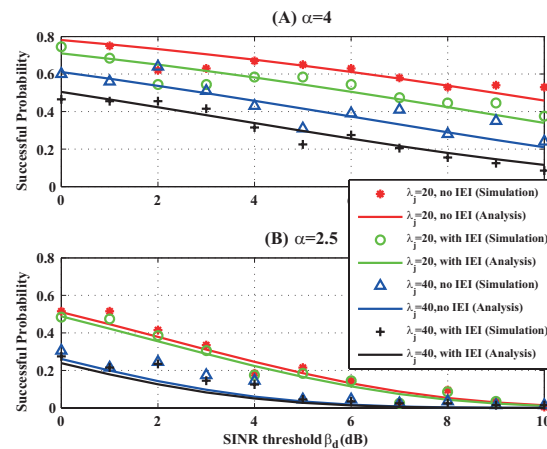 (A) α=4
Successful Probability
0.8
0.6
0.4
0.2
0
0 2 4 6 8 10
λj=20, no IEI (Simulation)
λj=20, no IEI (Analysis)
λj=20, with IEI (Simulation)
λj=20, with IEI (Analysis)
λj=40, no IEI (Simulation)
λj=40,no IEI (Analysis)
λj=40, with IEI (Simulation)
λj=40, with IEI (Analysis)
(B) α=2.5
Successful Probability
0.8
0.6
0.4
0.2
0
0 2 4 6 8 10
SINR threshold βd(dB)